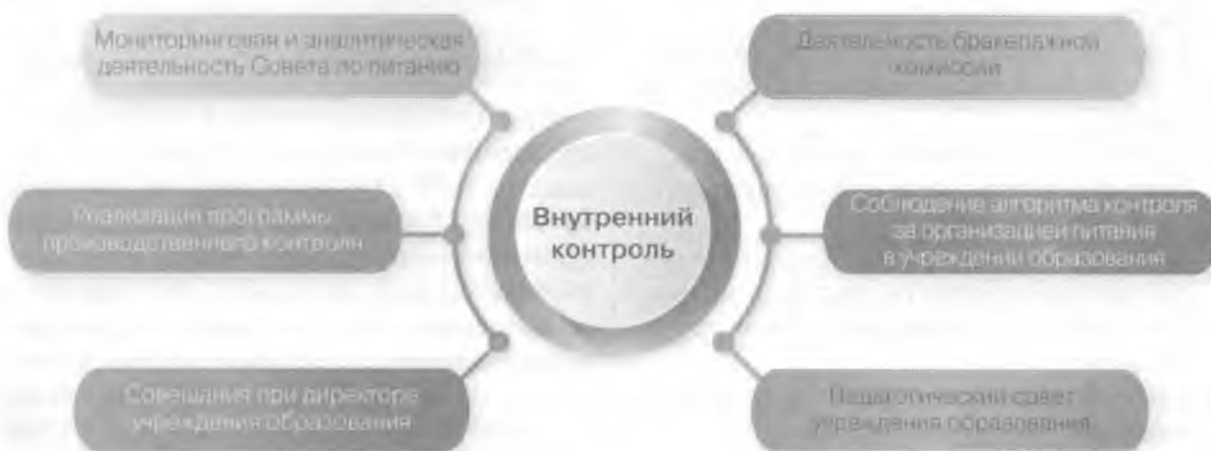 Мониторинговая и аналитическая
деятельность Совета по питанию
Деятельность бракеражной
комиссии
Реализация программы
производственного контроля
Внутренний
контроль
Соблюдение алгоритма контроля
за организацией питания
в учреждении образования
Совещания при директоре
учреждения образования
Педагогический совет
учреждения образования